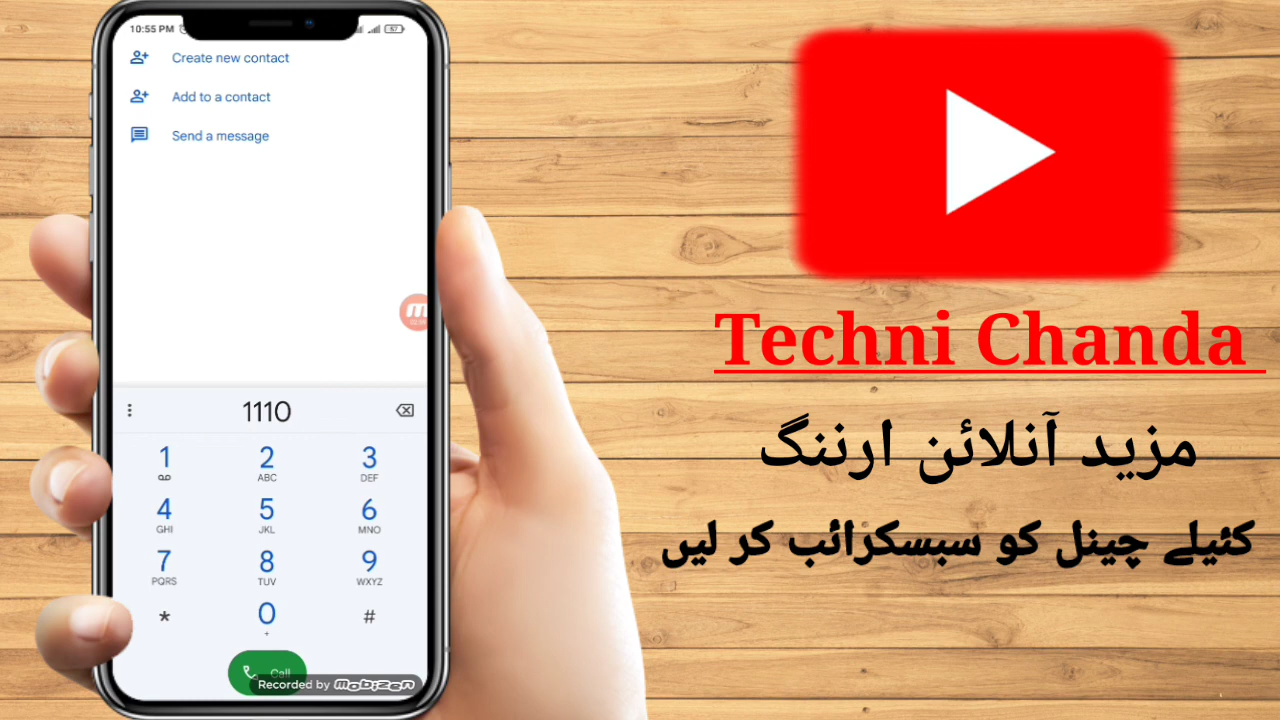 10:55 PM
57
Create new contact
Add to a contact
Send a message
1110
1
2
ABC
3
DEF
4
GHI
5
JKL
6
MNO
7
PQRS
8
TUV
9
WXYZ
*
0
+
#
Call
Recorded by mobizen
Techni Chanda
مزید آنلائن ارننگ
کئیلے چینل کو سبسکرائب کر لیں